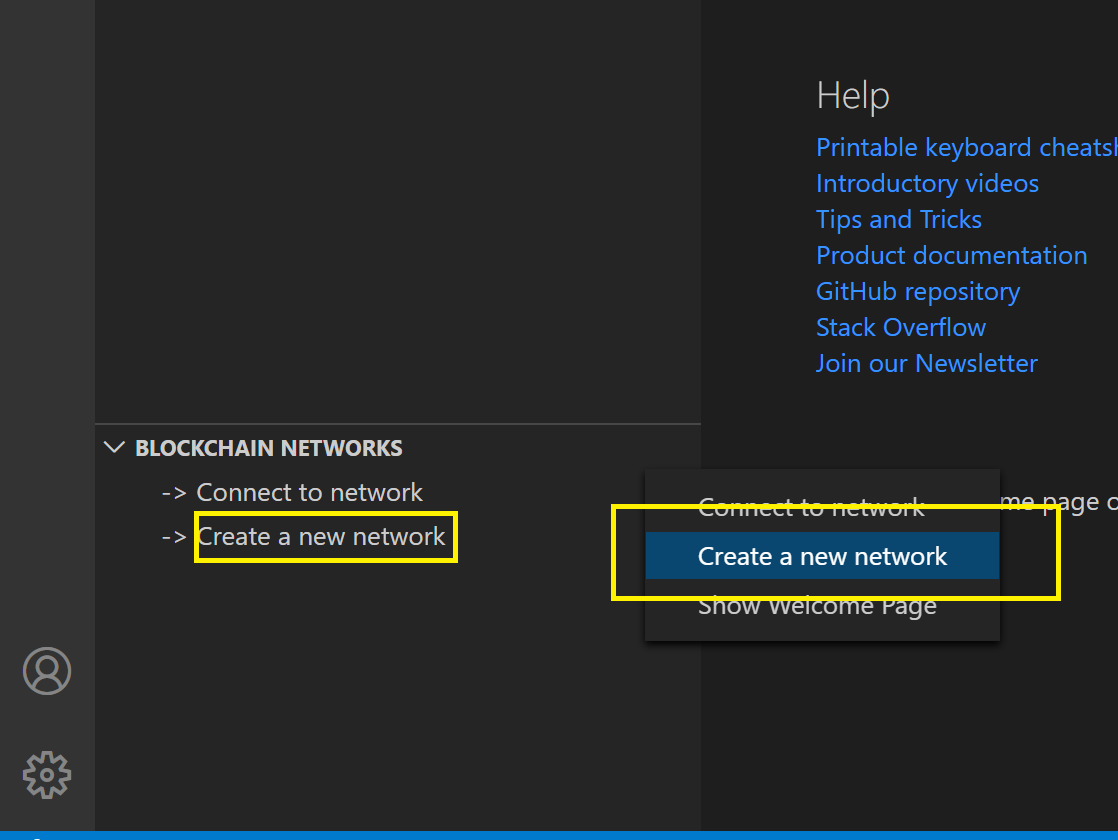 Help
Printable keyboard
Introductory videos
Tips and Tricks
Product documentation
GitHub repository
Stack Overflow
Join our Newsletter
BLOCKCHAIN NETWORKS
-> Connect to network
-> Create a new network
Connect to network
Create a new network
Show Welcome Page
me page o